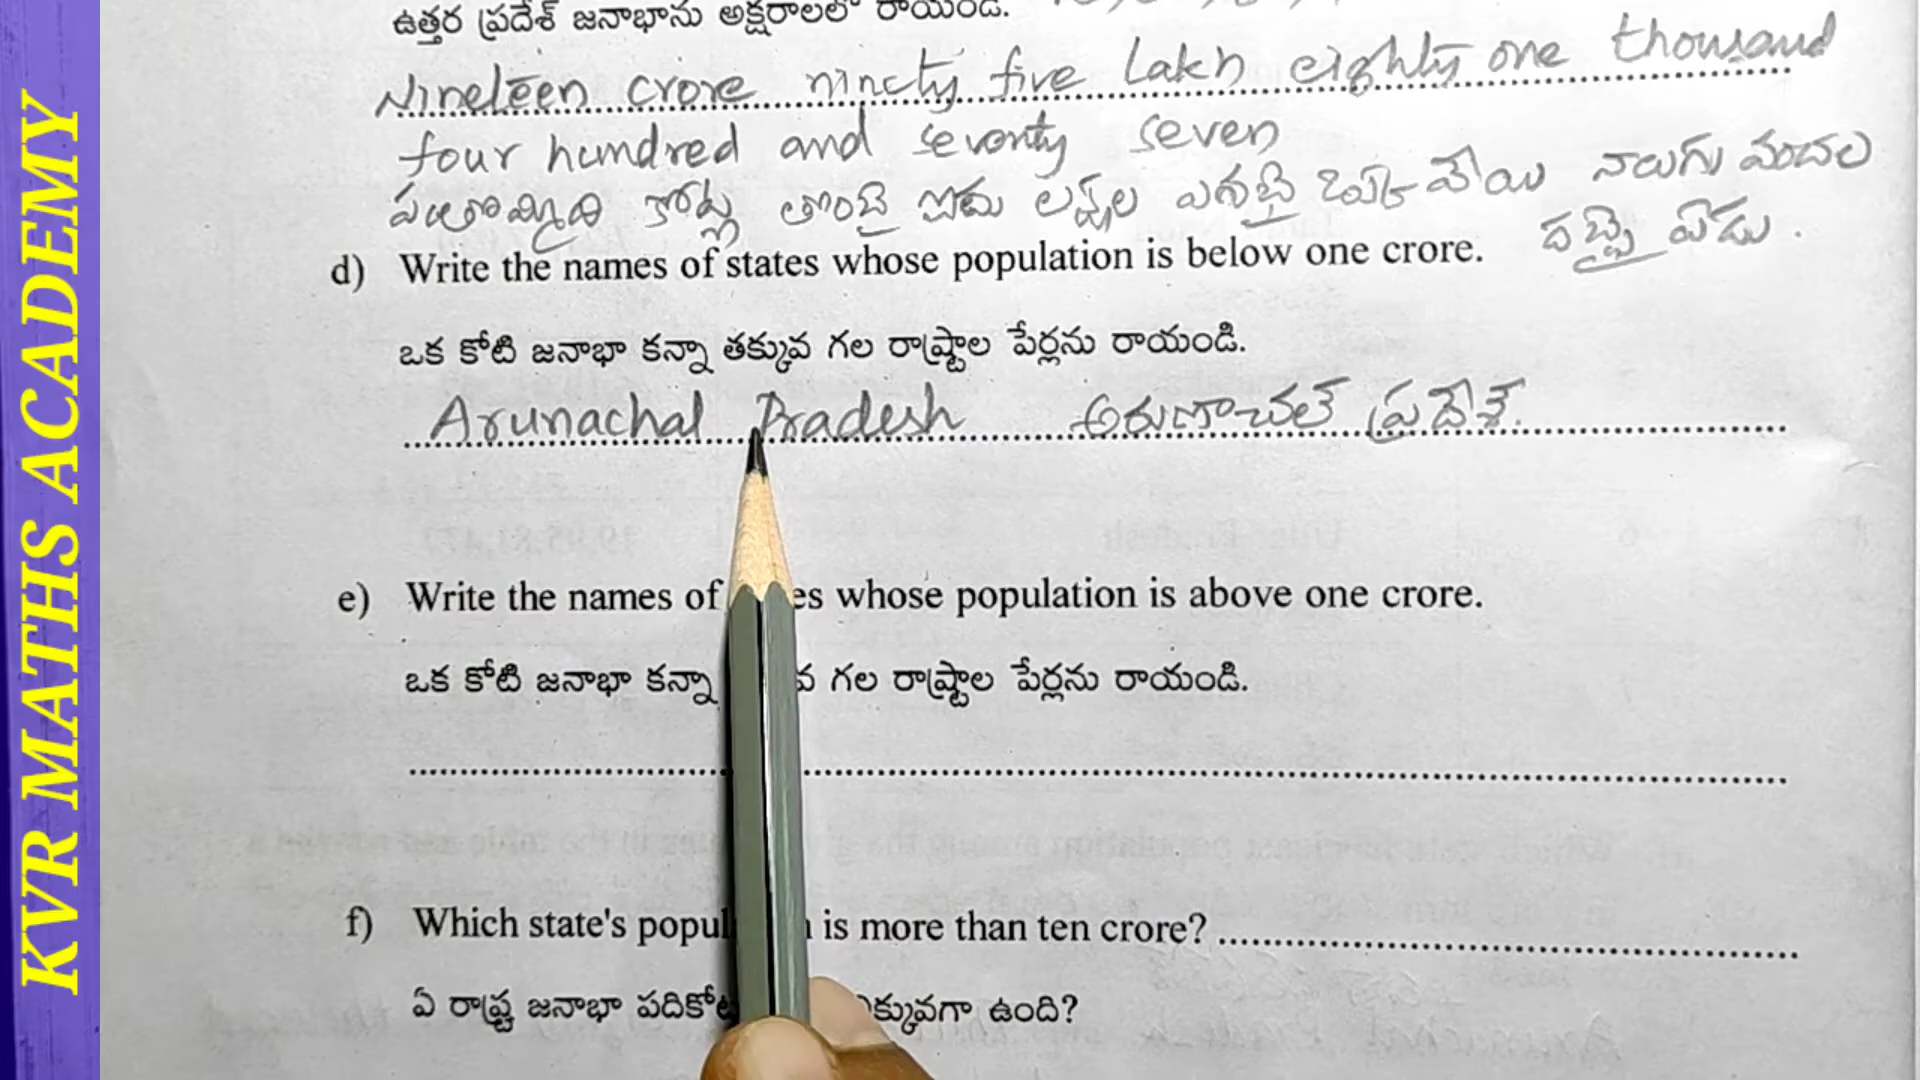 KVR MATHS ACADEMY
ఉత్తర ప్రదేశ్ జనాభాను అక్షరాలలో రాయండి.
Nineteen crore ninety five Lakh eighty one thousand
four hundred and seventy seven
పంతొమ్మిది కోట్ల తొంబై ఐదు లక్షల ఎనభై ఒక వేయి నాలుగు వందల
డబ్బై ఏడు.
d) Write the names of states whose population is below one crore.
ఒక కోటి జనాభా కన్నా తక్కువ గల రాష్ట్రాల పేర్లను రాయండి.
Arunachal Pradesh అరుణాచల్ ప్రదేశ్.
e) Write the names of es whose population is above one crore.
ఒక కోటి జనాభా కన్నా వ గల రాష్ట్రాల పేర్లను రాయండి.
f) Which state's popul is more than ten crore?
ఏ రాష్ట్ర జనాభా పదికోట్ల క్కువగా ఉంది?